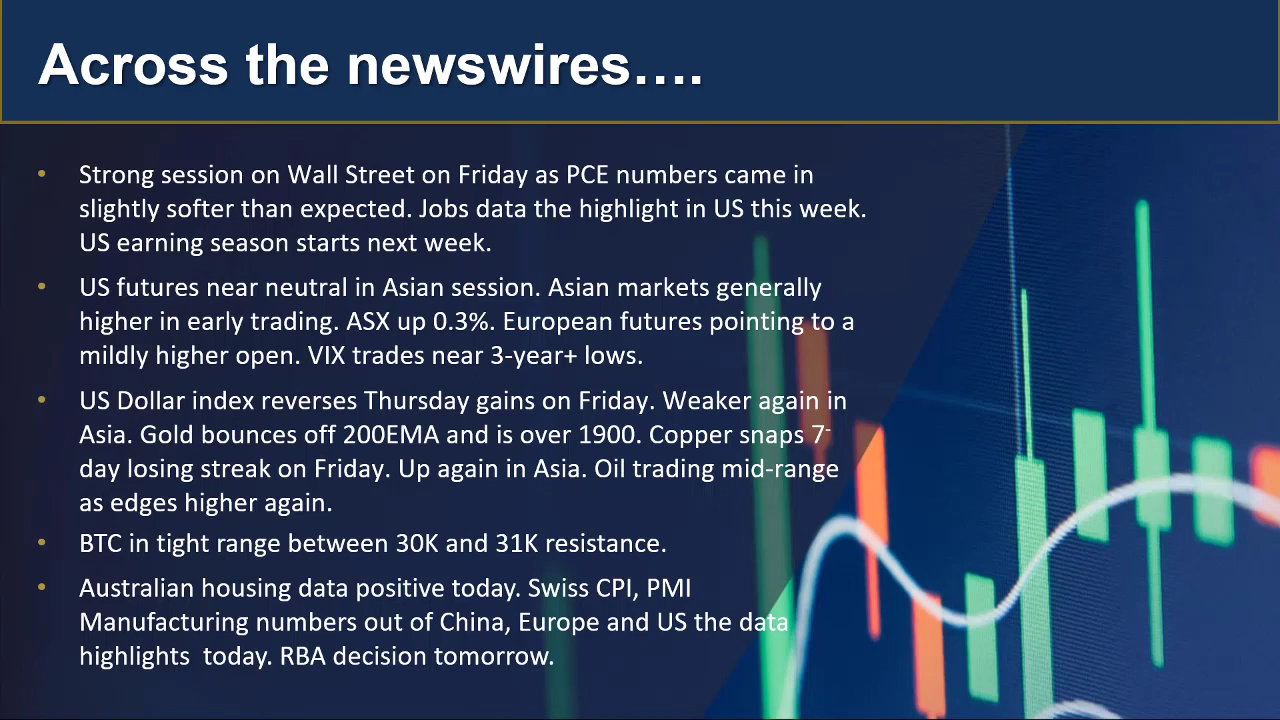 Across the newswires….
• Strong session on Wall Street on Friday as PCE numbers came in
slightly softer than expected. Jobs data the highlight in US this week.
US earning season starts next week.
• US futures near neutral in Asian session. Asian markets generally
higher in early trading. ASX up 0.3%. European futures pointing to a
mildly higher open. VIX trades near 3-year+ lows.
• US Dollar index reverses Thursday gains on Friday. Weaker again in
Asia. Gold bounces off 200EMA and is over 1900. Copper snaps 7-
day losing streak on Friday. Up again in Asia. Oil trading mid-range
as edges higher again.
• BTC in tight range between 30K and 31K resistance.
• Australian housing data positive today. Swiss CPI, PMI
Manufacturing numbers out of China, Europe and US the data
highlights  today. RBA decision tomorrow.